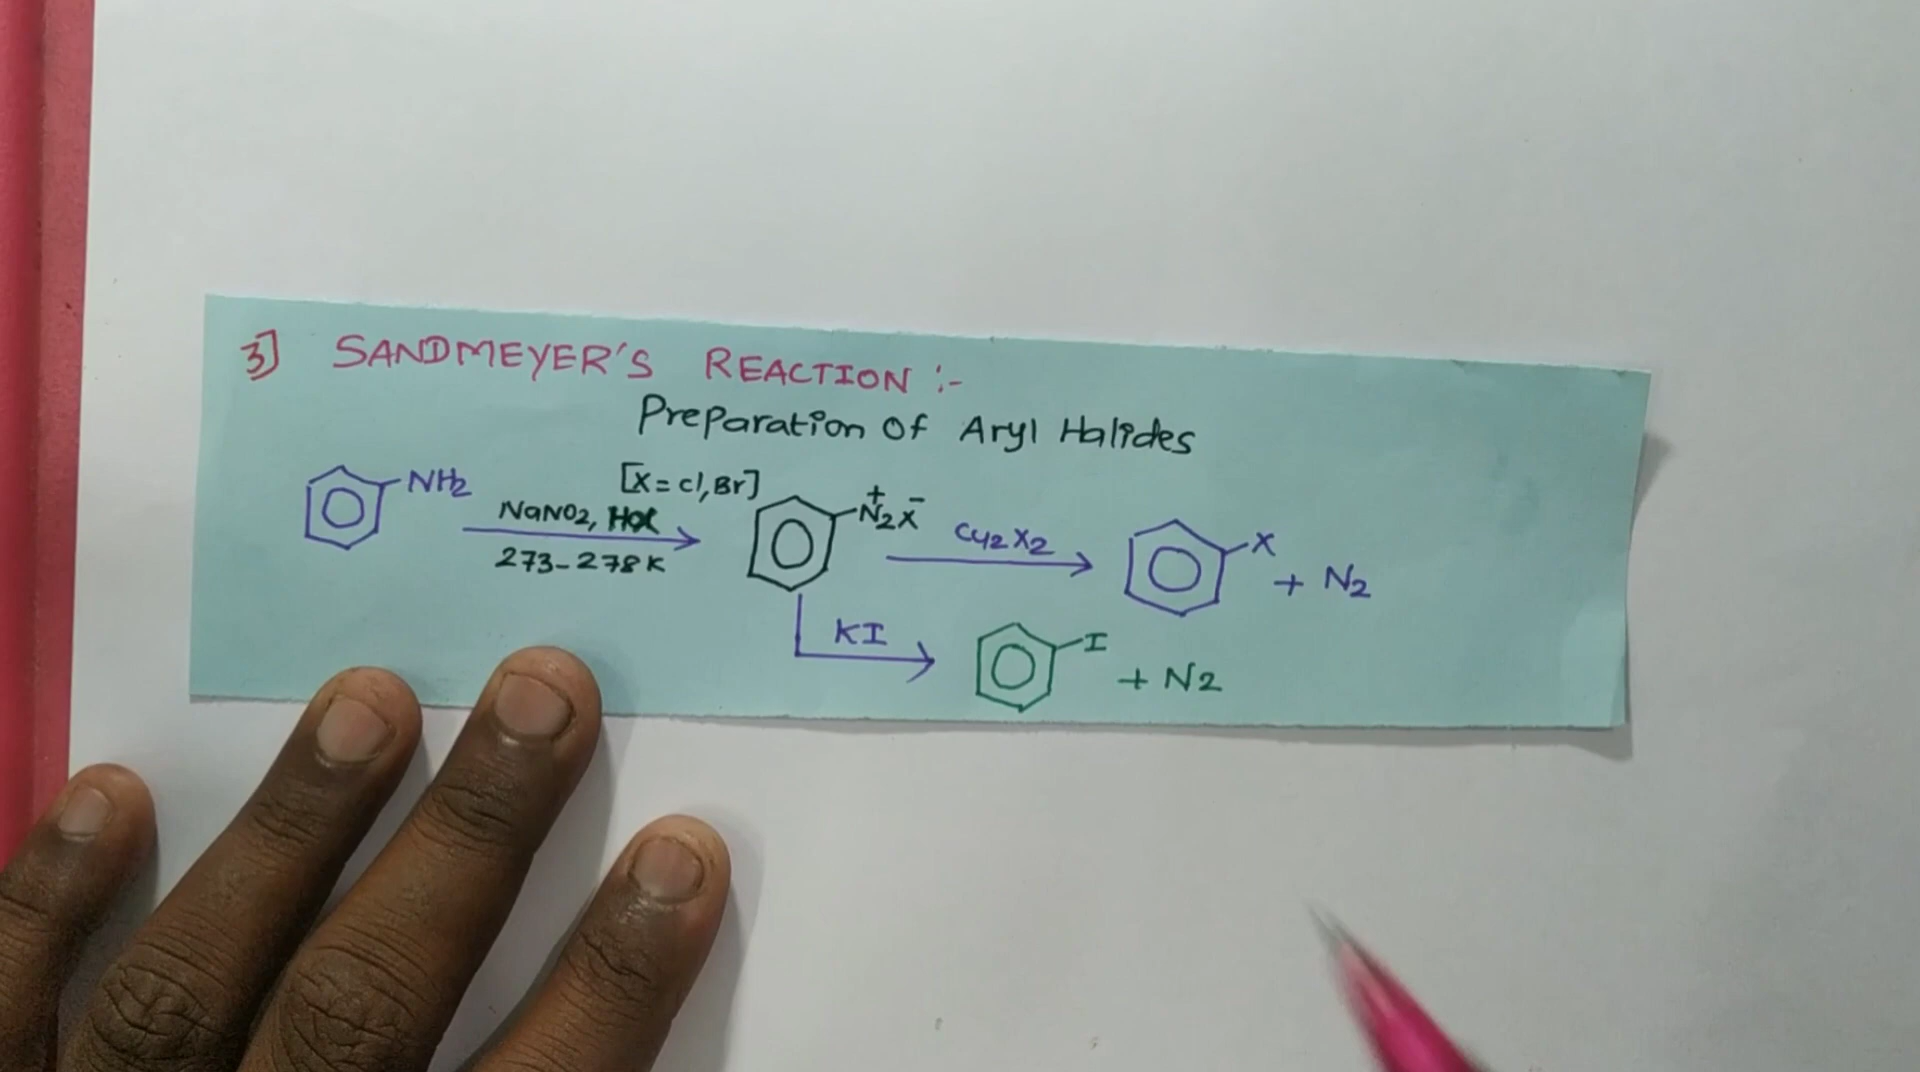 3] SANDMEYER'S REACTION :-
Preparation Of Aryl Halides
NH2
NaNO2, HX
273-278K
[X = Cl, Br]
N2 X
+ -
Cu2X2
X
+ N2
KI
I
+ N2